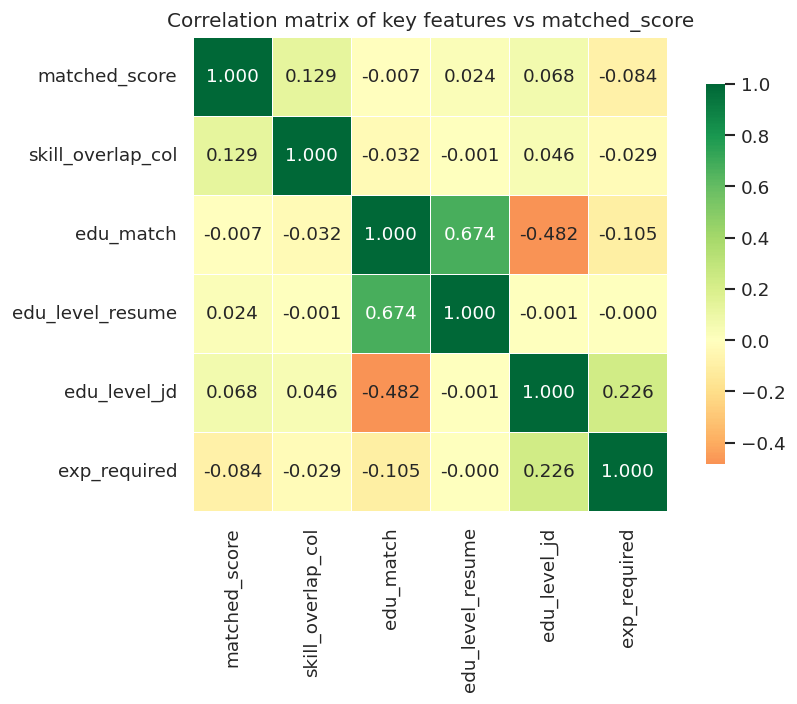 Correlation matrix of key features vs matched_score
matched_score 1.000 0.129 -0.007 0.024 0.068 -0.084
skill_overlap_col 0.129 1.000 -0.032 -0.001 0.046 -0.029
edu_match -0.007 -0.032 1.000 0.674 -0.482 -0.105
edu_level_resume 0.024 -0.001 0.674 1.000 -0.001 -0.000
edu_level_jd 0.068 0.046 -0.482 -0.001 1.000 0.226
exp_required -0.084 -0.029 -0.105 -0.000 0.226 1.000
matched_score
skill_overlap_col
edu_match
edu_level_resume
edu_level_jd
exp_required
1.0
0.8
0.6
0.4
0.2
0.0
−0.2
−0.4